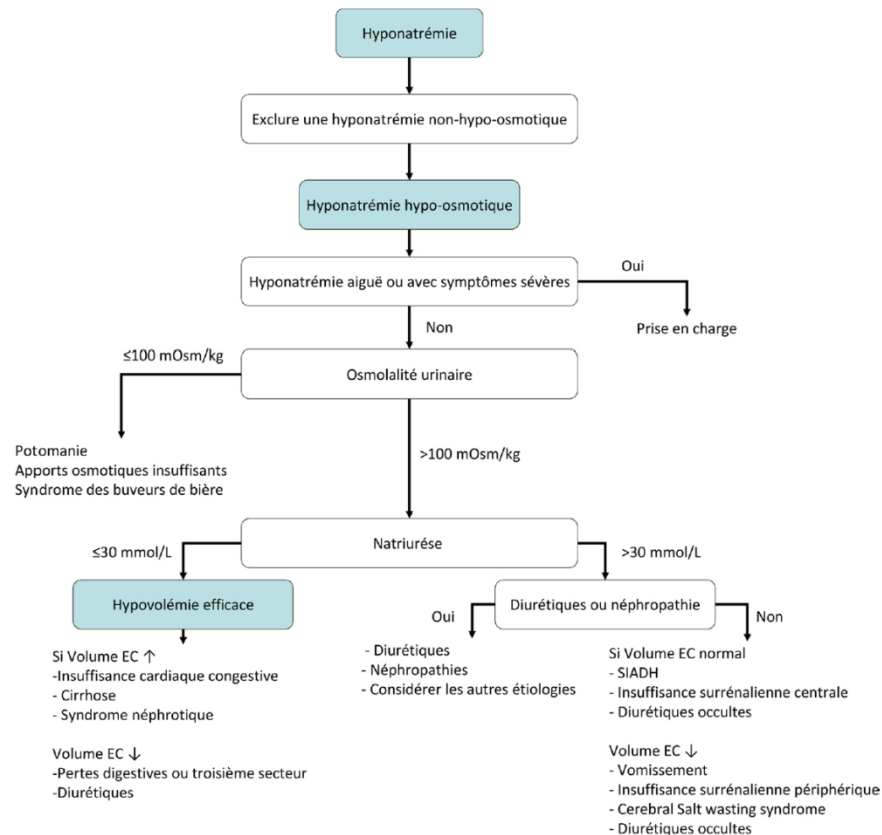 Hyponatrémie
Exclure une hyponatrémie non-hypo-osmotique
Hyponatrémie hypo-osmotique
Hyponatrémie aiguë ou avec symptômes sévères
Oui
Prise en charge
Non
≤100 mOsm/kg
Osmolalité urinaire
Potomanie
Apports osmotiques insuffisants
Syndrome des buveurs de bière
>100 mOsm/kg
≤30 mmol/L
Natriurése
>30 mmol/L
Hypovolémie efficace
Oui
Diurétiques ou néphropathie
Non
Si Volume EC ↑
-Insuffisance cardiaque congestive
- Cirrhose
- Syndrome néphrotique
Volume EC ↓
-Pertes digestives ou troisième secteur
- Diurétiques
- Diurétiques
- Néphropathies
- Considérer les autres étiologies
Si Volume EC normal
- SIADH
- Insuffisance surrénalienne centrale
- Diurétiques occultes
Volume EC ↓
- Vomissement
- Insuffisance surrénalienne périphérique
- Cerebral Salt wasting syndrome
- Diurétiques occultes